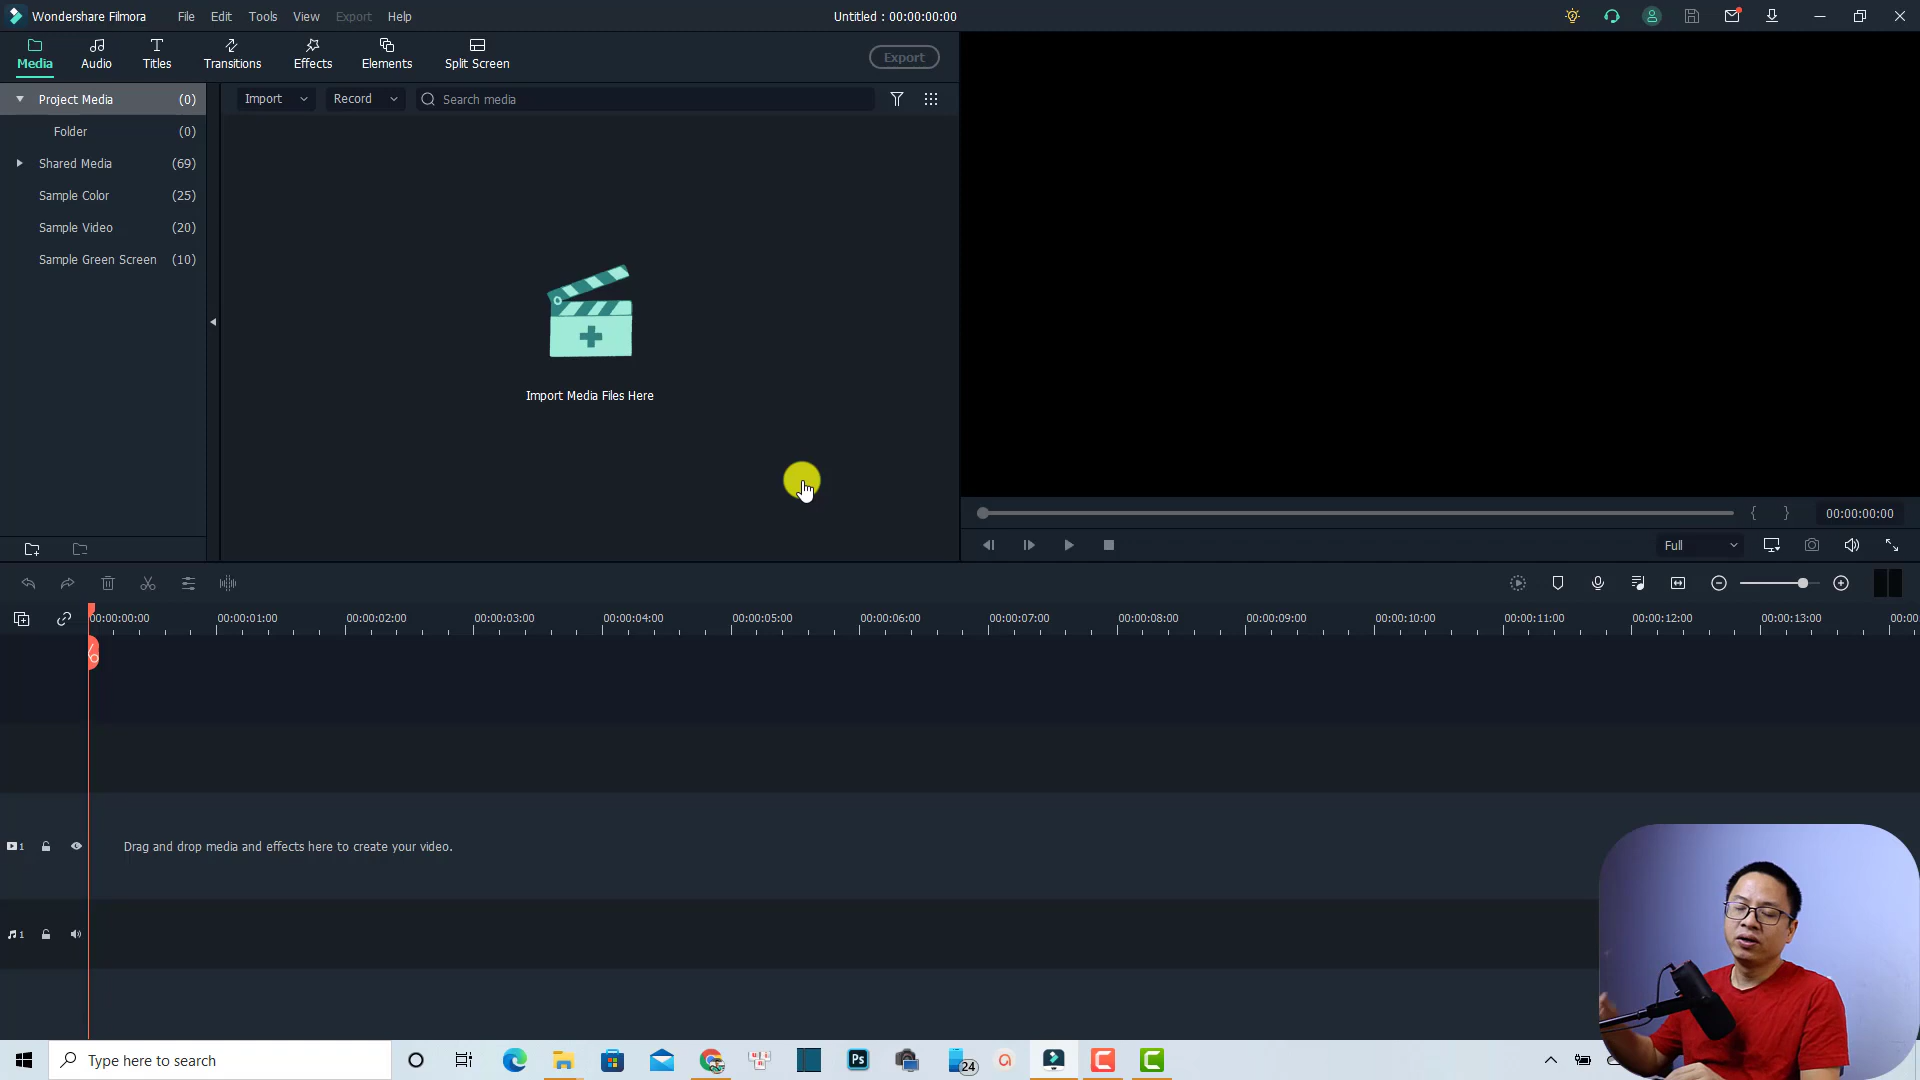 Wondershare Filmora File Edit Tools View Export Help Untitled : 00:00:00:00
Media Audio Titles Transitions Effects Elements Split Screen Export
Project Media (0) Import Record Search media
Folder (0)
Shared Media (69)
Sample Color (25)
Sample Video (20)
Sample Green Screen (10)
Import Media Files Here
{ } 00:00:00:00
Full
00:00:00:00 00:00:01:00 00:00:02:00 00:00:03:00 00:00:04:00 00:00:05:00 00:00:06:00 00:00:07:00 00:00:08:00 00:00:09:00 00:00:10:00 00:00:11:00 00:00:12:00 00:00:13:00 00:00
1 Drag and drop media and effects here to create your video.
1
Type here to search Ps 24